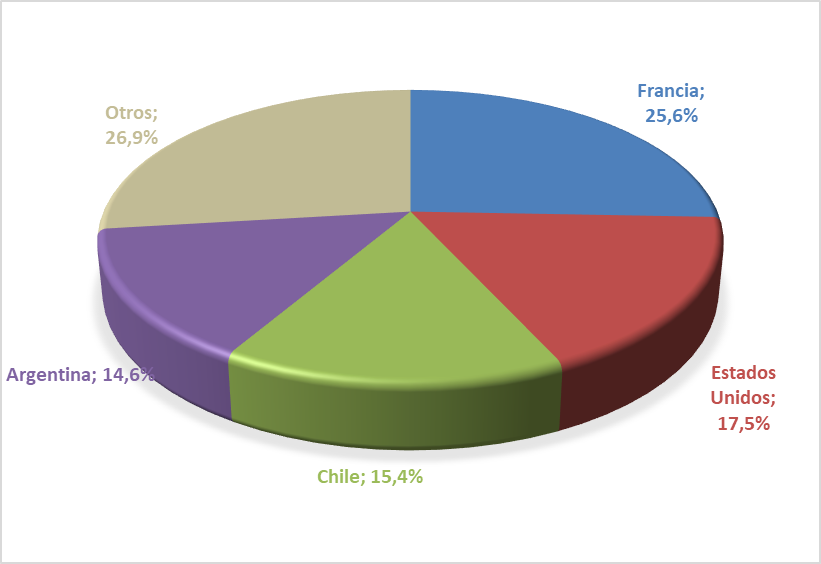 Francia;
25,6%
Otros;
26,9%
Estados
Unidos;
17,5%
Argentina; 14,6%
Chile; 15,4%